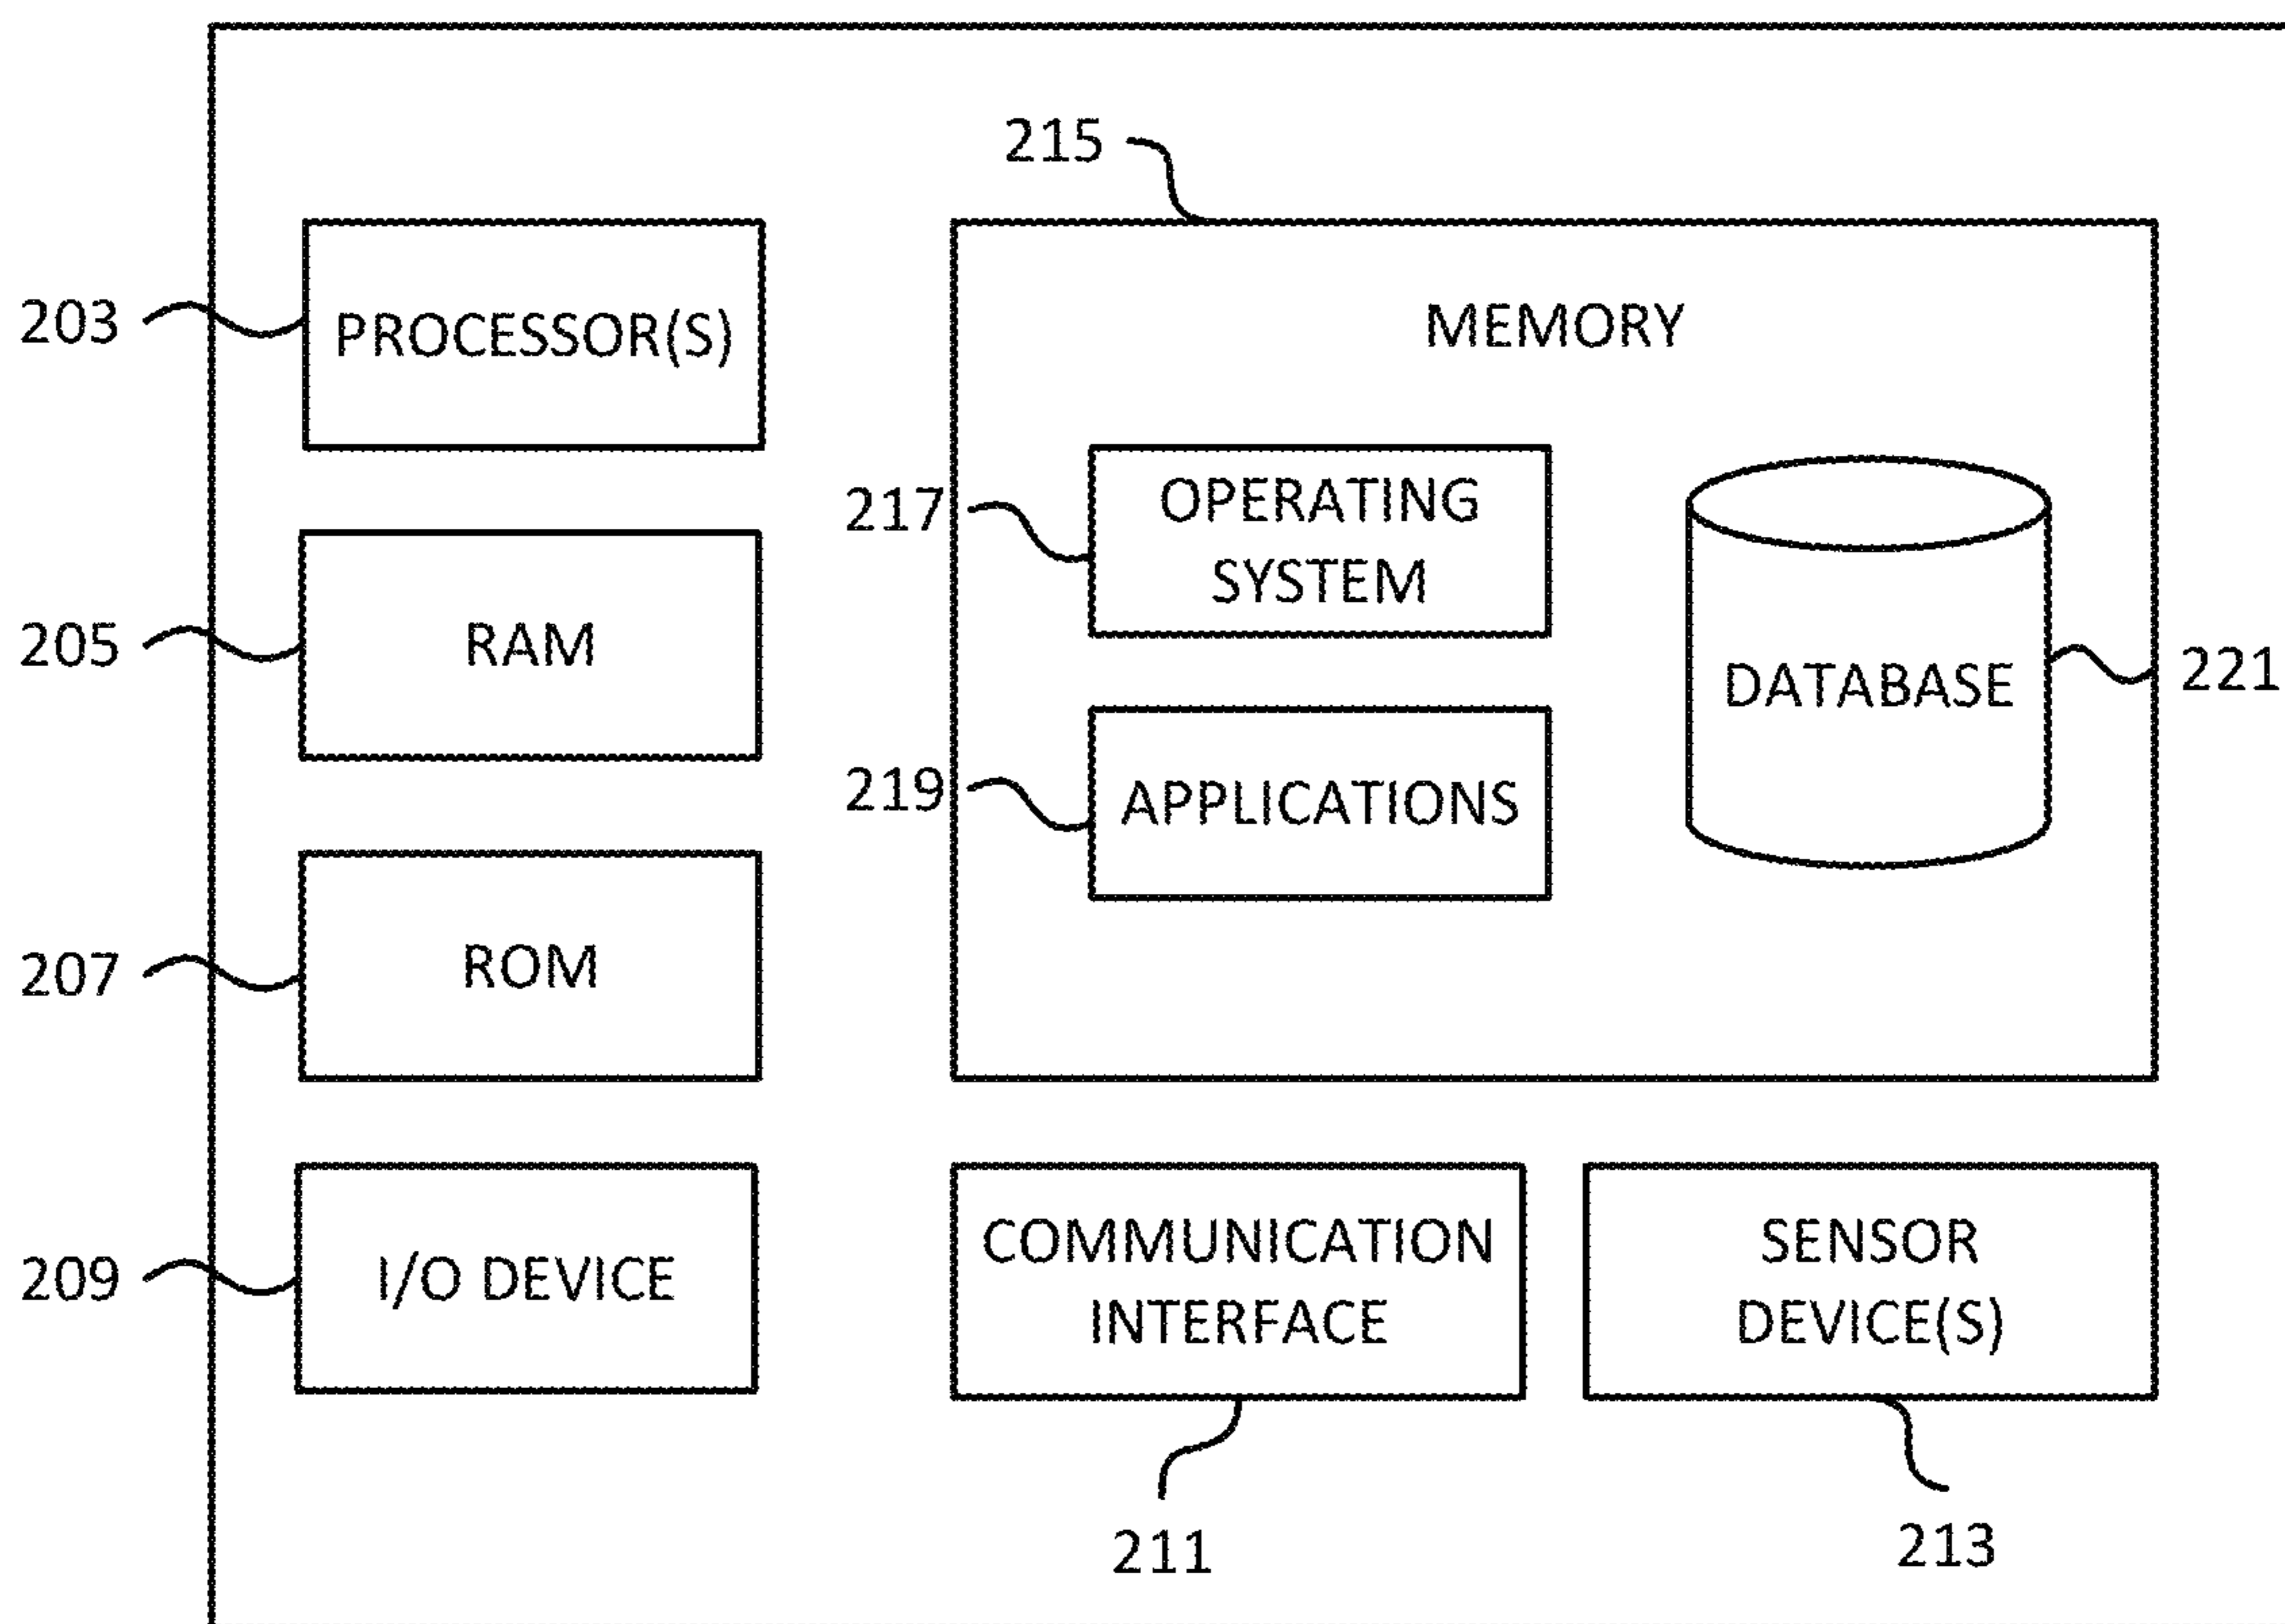 215
203
PROCESSOR(S)
MEMORY
217
OPERATING
SYSTEM
205
RAM
DATABASE
221
219
APPLICATIONS
207
ROM
209
I/O DEVICE
COMMUNICATION
INTERFACE
SENSOR
DEVICE(S)
211
213